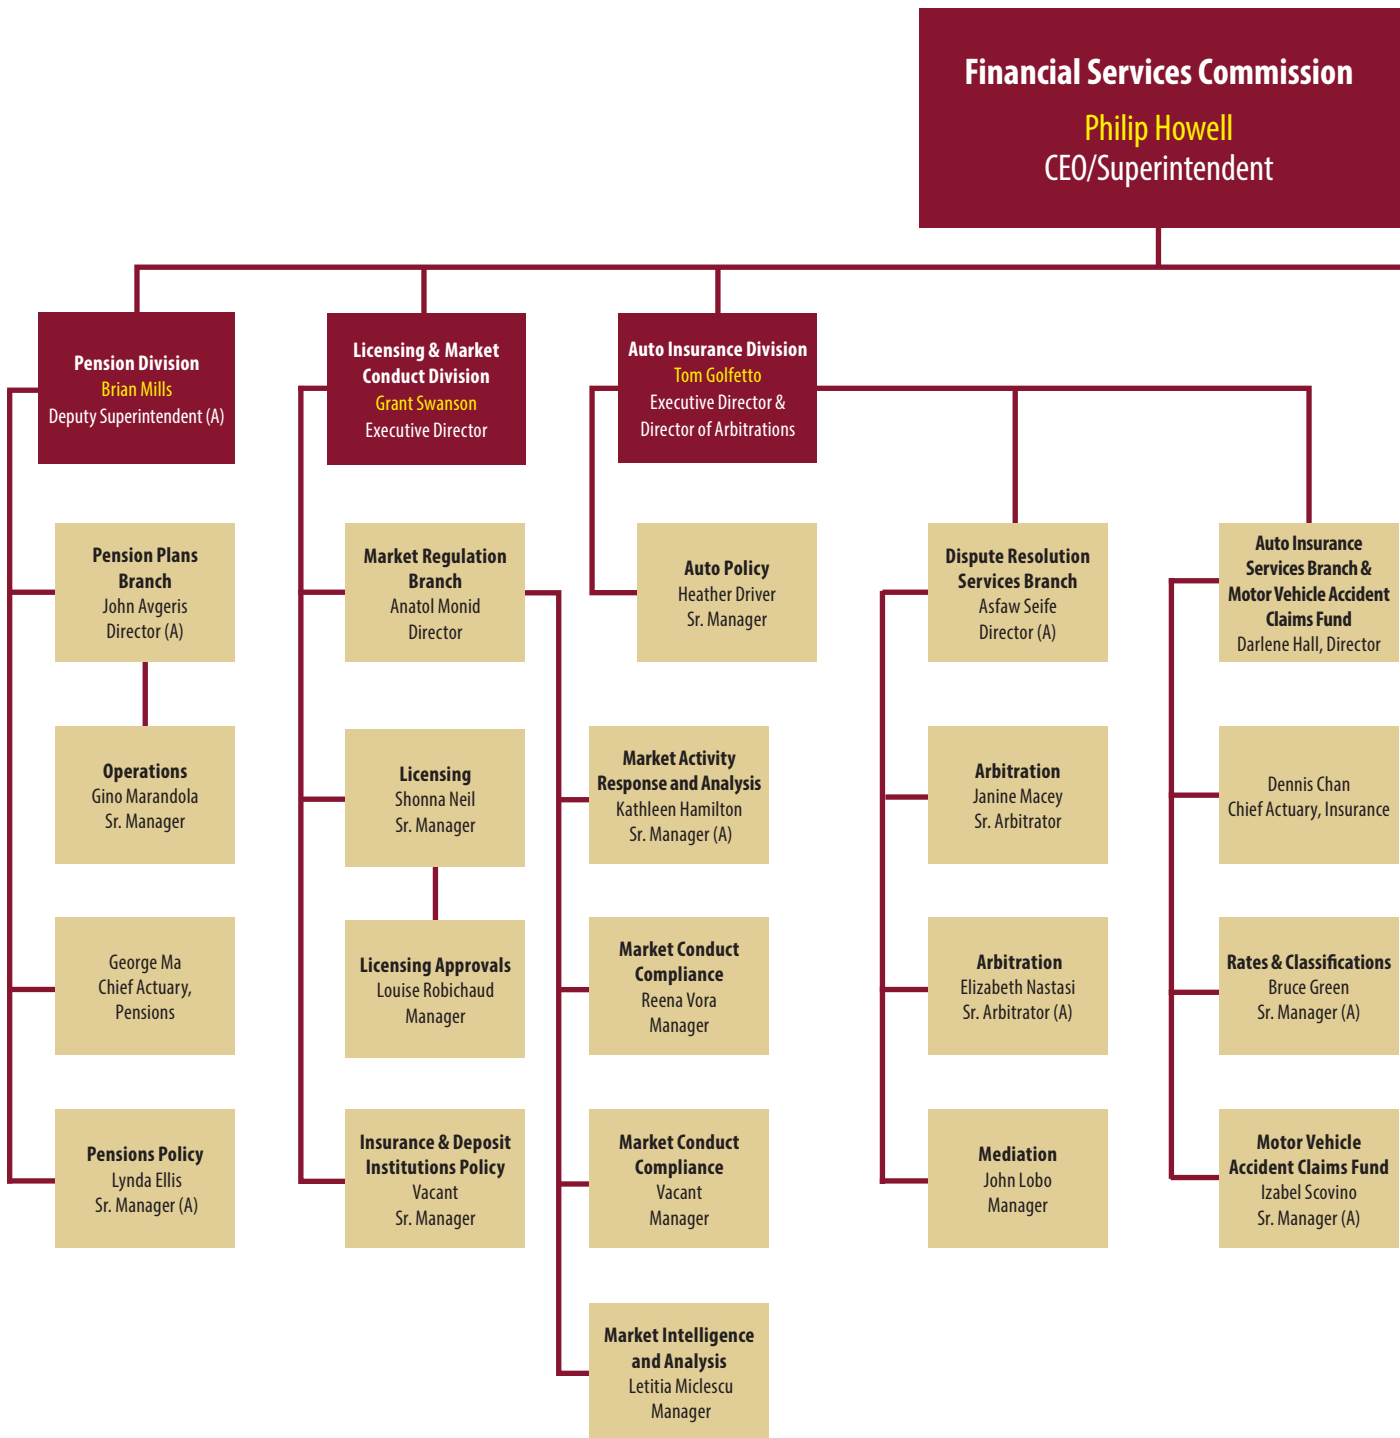 Financial Services Commission
Philip Howell
CEO/Superintendent
Pension Division
Brian Mills
Deputy Superintendent (A)
Licensing & Market
Conduct Division
Grant Swanson
Executive Director
Auto Insurance Division
Tom Golfetto
Executive Director &
Director of Arbitrations
Pension Plans
Branch
John Avgeris
Director (A)
Market Regulation
Branch
Anatol Monid
Director
Auto Policy
Heather Driver
Sr. Manager
Dispute Resolution
Services Branch
Asfaw Seife
Director (A)
Auto Insurance
Services Branch &
Motor Vehicle Accident
Claims Fund
Darlene Hall, Director
Operations
Gino Marandola
Sr. Manager
Licensing
Shonna Neil
Sr. Manager
Market Activity
Response and Analysis
Kathleen Hamilton
Sr. Manager (A)
Arbitration
Janine Macey
Sr. Arbitrator
Dennis Chan
Chief Actuary, Insurance
George Ma
Chief Actuary,
Pensions
Licensing Approvals
Louise Robichaud
Manager
Market Conduct
Compliance
Reena Vora
Manager
Arbitration
Elizabeth Nastasi
Sr. Arbitrator (A)
Rates & Classifications
Bruce Green
Sr. Manager (A)
Pensions Policy
Lynda Ellis
Sr. Manager (A)
Insurance & Deposit
Institutions Policy
Vacant
Sr. Manager
Market Conduct
Compliance
Vacant
Manager
Mediation
John Lobo
Manager
Motor Vehicle
Accident Claims Fund
Izabel Scovino
Sr. Manager (A)
Market Intelligence
and Analysis
Letitia Miclescu
Manager